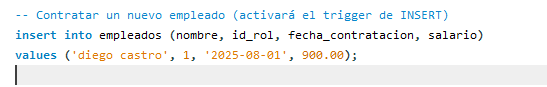 -- Contratar un nuevo empleado (activará el trigger de INSERT)
insert into empleados (nombre, id_rol, fecha_contratacion, salario)
values ('diego castro', 1, '2025-08-01', 900.00);